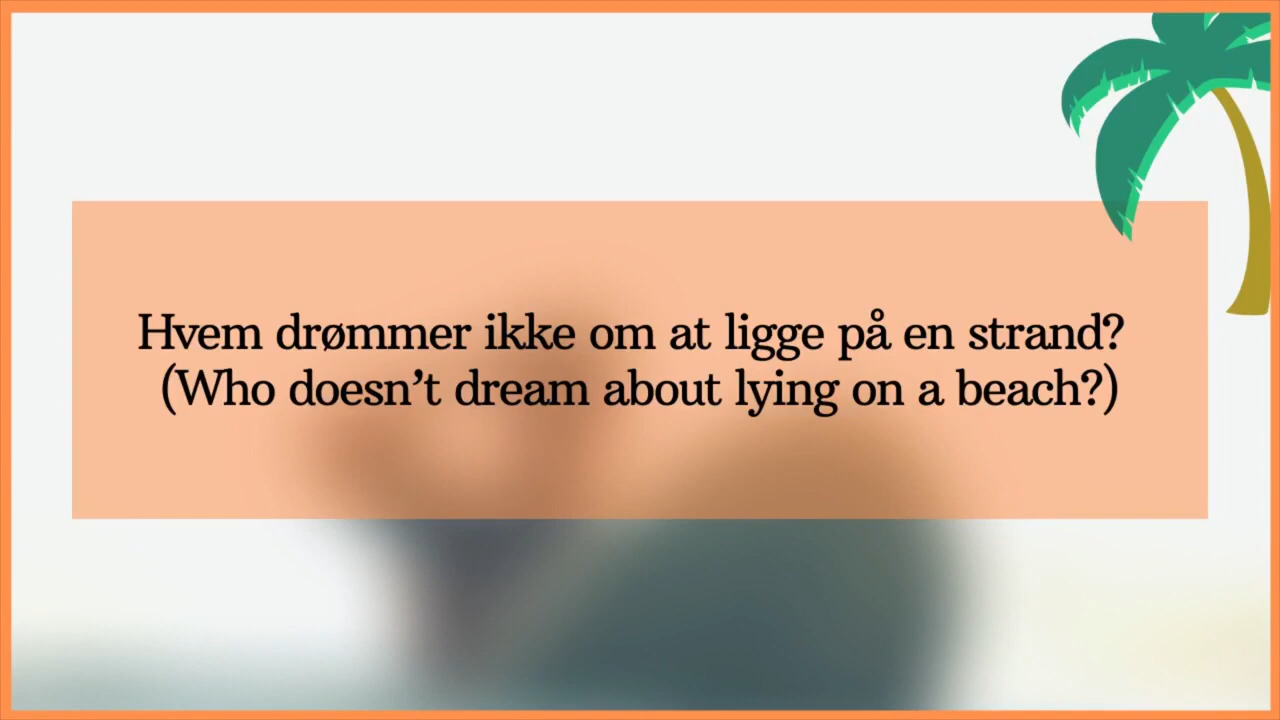 Hvem drømmer ikke om at ligge på en strand?
(Who doesn’t dream about lying on a beach?)